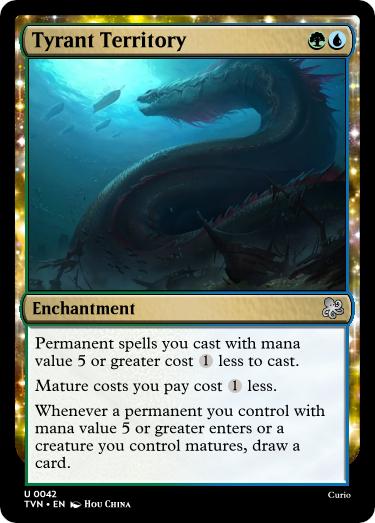 Tyrant Territory
Enchantment
Permanent spells you cast with mana
value 5 or greater cost 1 less to cast.
Mature costs you pay cost 1 less.
Whenever a permanent you control with
mana value 5 or greater enters or a
creature you control matures, draw a
card.
U 0042
Curio
TVN • EN Hou China